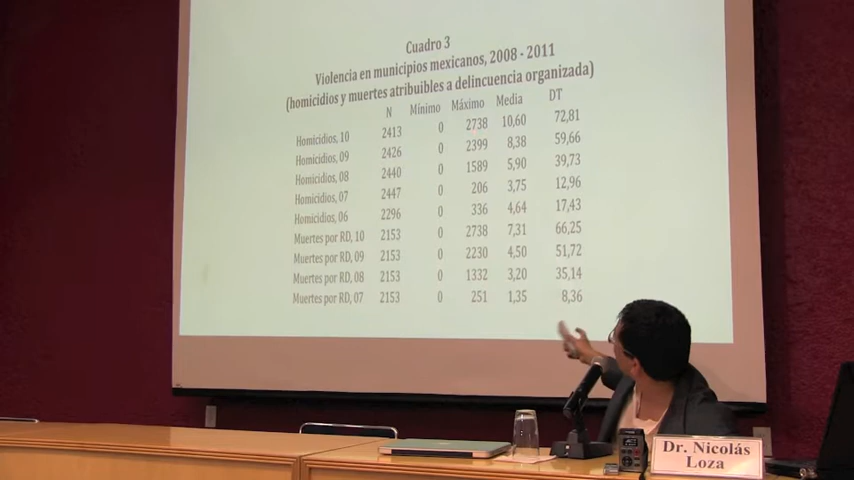 Cuadro 3
Violencia en municipios mexicanos, 2008 - 2011
(homicidios y muertes atribuibles a delincuencia organizada)
N Mínimo Máximo Media DT
Homicidios, 10 2413 0 2738 10,60 72,81
Homicidios, 09 2426 0 2399 8,38 59,66
Homicidios, 08 2440 0 1589 5,90 39,73
Homicidios, 07 2447 0 206 3,75 12,96
Homicidios, 06 2296 0 336 4,64 17,43
Muertes por RD, 10 2153 0 2738 7,31 66,25
Muertes por RD, 09 2153 0 2230 4,50 51,72
Muertes por RD, 08 2153 0 1332 3,20 35,14
Muertes por RD, 07 2153 0 251 1,35 8,36
Dr. Nicolás
Loza